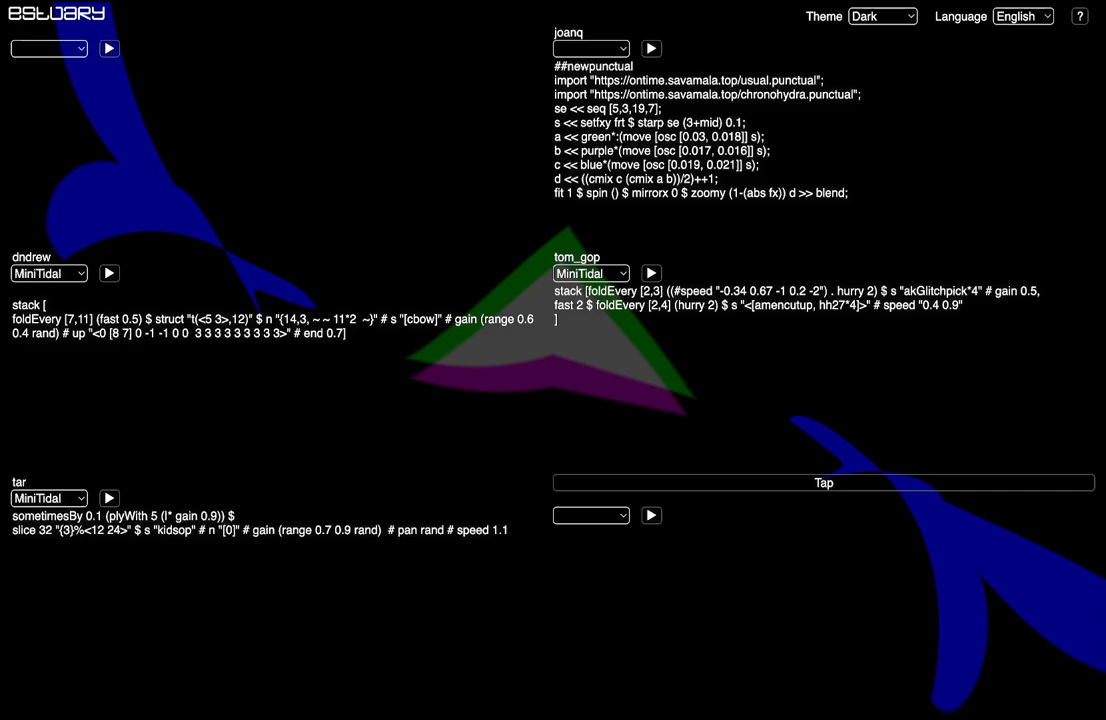 estuary
Theme Dark Language English ?
joanq
##newpunctual
import "https://ontime.savamala.top/usual.punctual";
import "https://ontime.savamala.top/chronohydra.punctual";
se << seq [5,3,19,7];
s << setfxy frt $ starp se (3+mid) 0.1;
a << green*:(move [osc [0.03, 0.018]] s);
b << purple*(move [osc [0.017, 0.016]] s);
c << blue*(move [osc [0.019, 0.021]] s);
d << ((cmix c (cmix a b))/2)++1;
fit 1 $ spin () $ mirrorx 0 $ zoomy (1-(abs fx)) d >> blend;
dndrew
MiniTidal
stack [
foldEvery [7,11] (fast 0.5) $ struct "t(<5 3>,12)" $ n "{14,3, ~ ~ 11*2 ~}" # s "[cbow]" # gain (range 0.6
0.4 rand) # up "<0 [8 7] 0 -1 -1 0 0 3 3 3 3 3 3 3 3 3>" # end 0.7]
tom_gop
MiniTidal
stack [foldEvery [2,3] ((#speed "-0.34 0.67 -1 0.2 -2") . hurry 2) $ s "akGlitchpick*4" # gain 0.5,
fast 2 $ foldEvery [2,4] (hurry 2) $ s "<[amencutup, hh27*4]>" # speed "0.4 0.9"
]
tar
MiniTidal
sometimesBy 0.1 (plyWith 5 (|* gain 0.9)) $
slice 32 "{3}%<12 24>" $ s "kidsop" # n "[0]" # gain (range 0.7 0.9 rand) # pan rand # speed 1.1
Tap